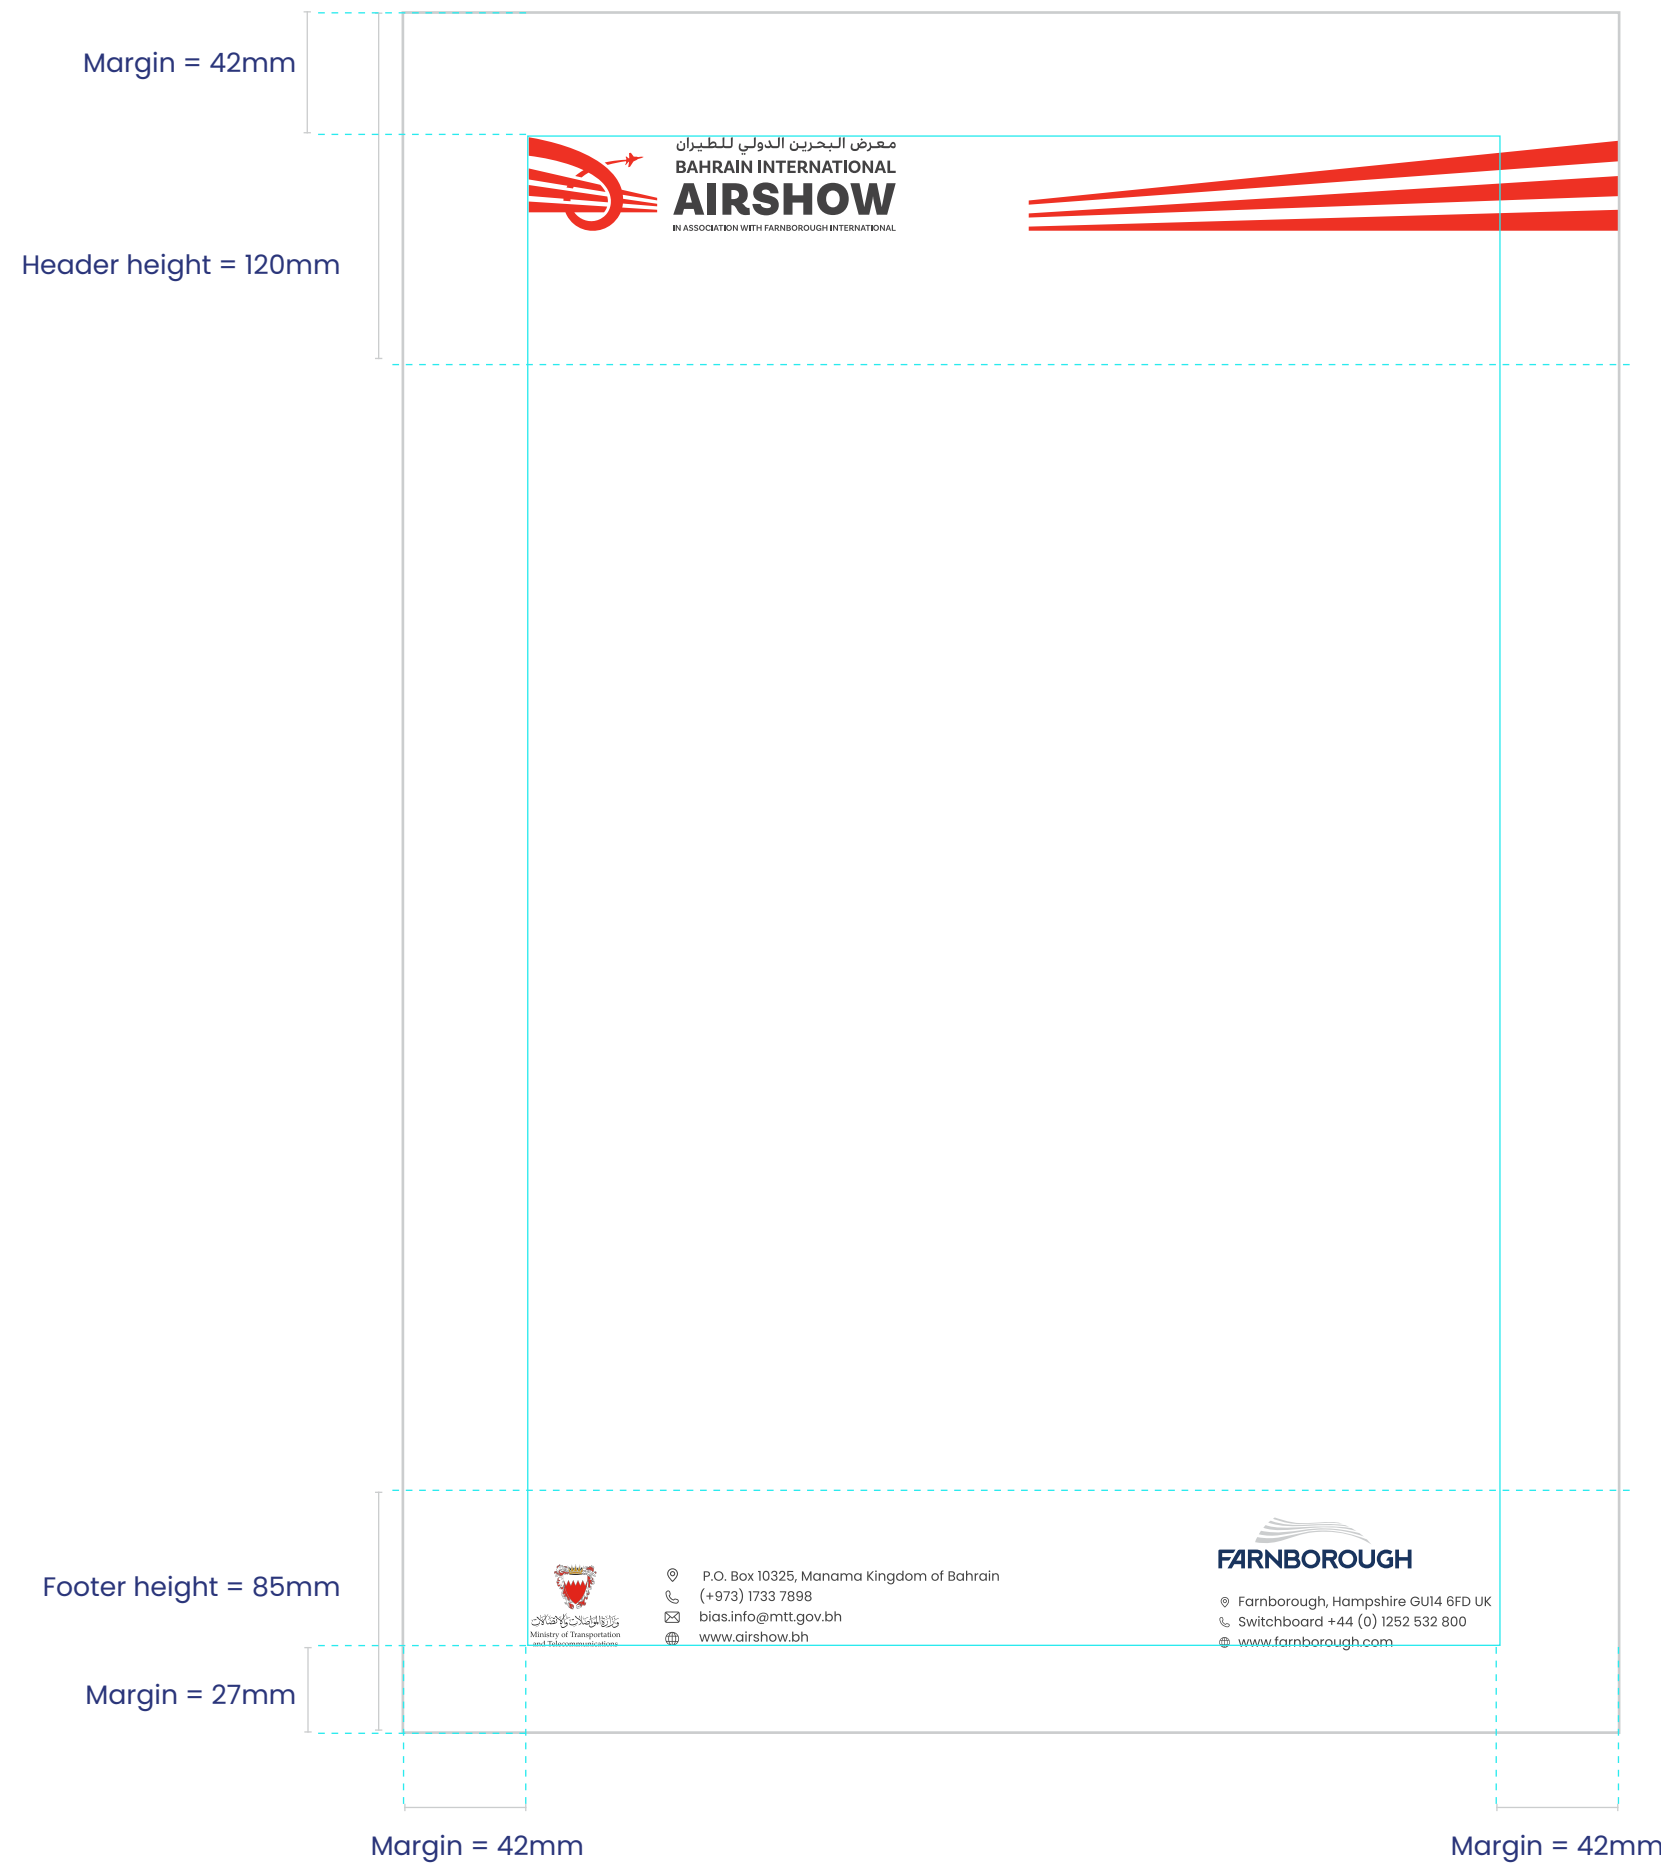 Margin = 42mm
معرض البحرين الدولي للطيران
BAHRAIN INTERNATIONAL
AIRSHOW
IN ASSOCIATION WITH FARNBOROUGH INTERNATIONAL
Header height = 120mm
Footer height = 85mm
وزارة المواصلات والاتصالات
Ministry of Transportation
and Telecommunications
P.O. Box 10325, Manama Kingdom of Bahrain
(+973) 1733 7898
bias.info@mtt.gov.bh
www.airshow.bh
FARNBOROUGH
Farnborough, Hampshire GU14 6FD UK
Switchboard +44 (0) 1252 532 800
www.farnborough.com
Margin = 27mm
Margin = 42mm
Margin = 42mm